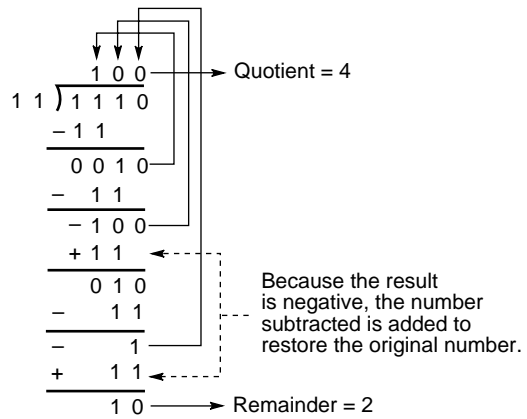 1 0 0 Quotient = 4
1 1 ) 1 1 1 0
– 1 1
0 0 1 0
– 1 1
– 1 0 0
+ 1 1
0 1 0
– 1 1
– 1
+ 1 1
1 0 Remainder = 2
Because the result
is negative, the number
subtracted is added to
restore the original number.